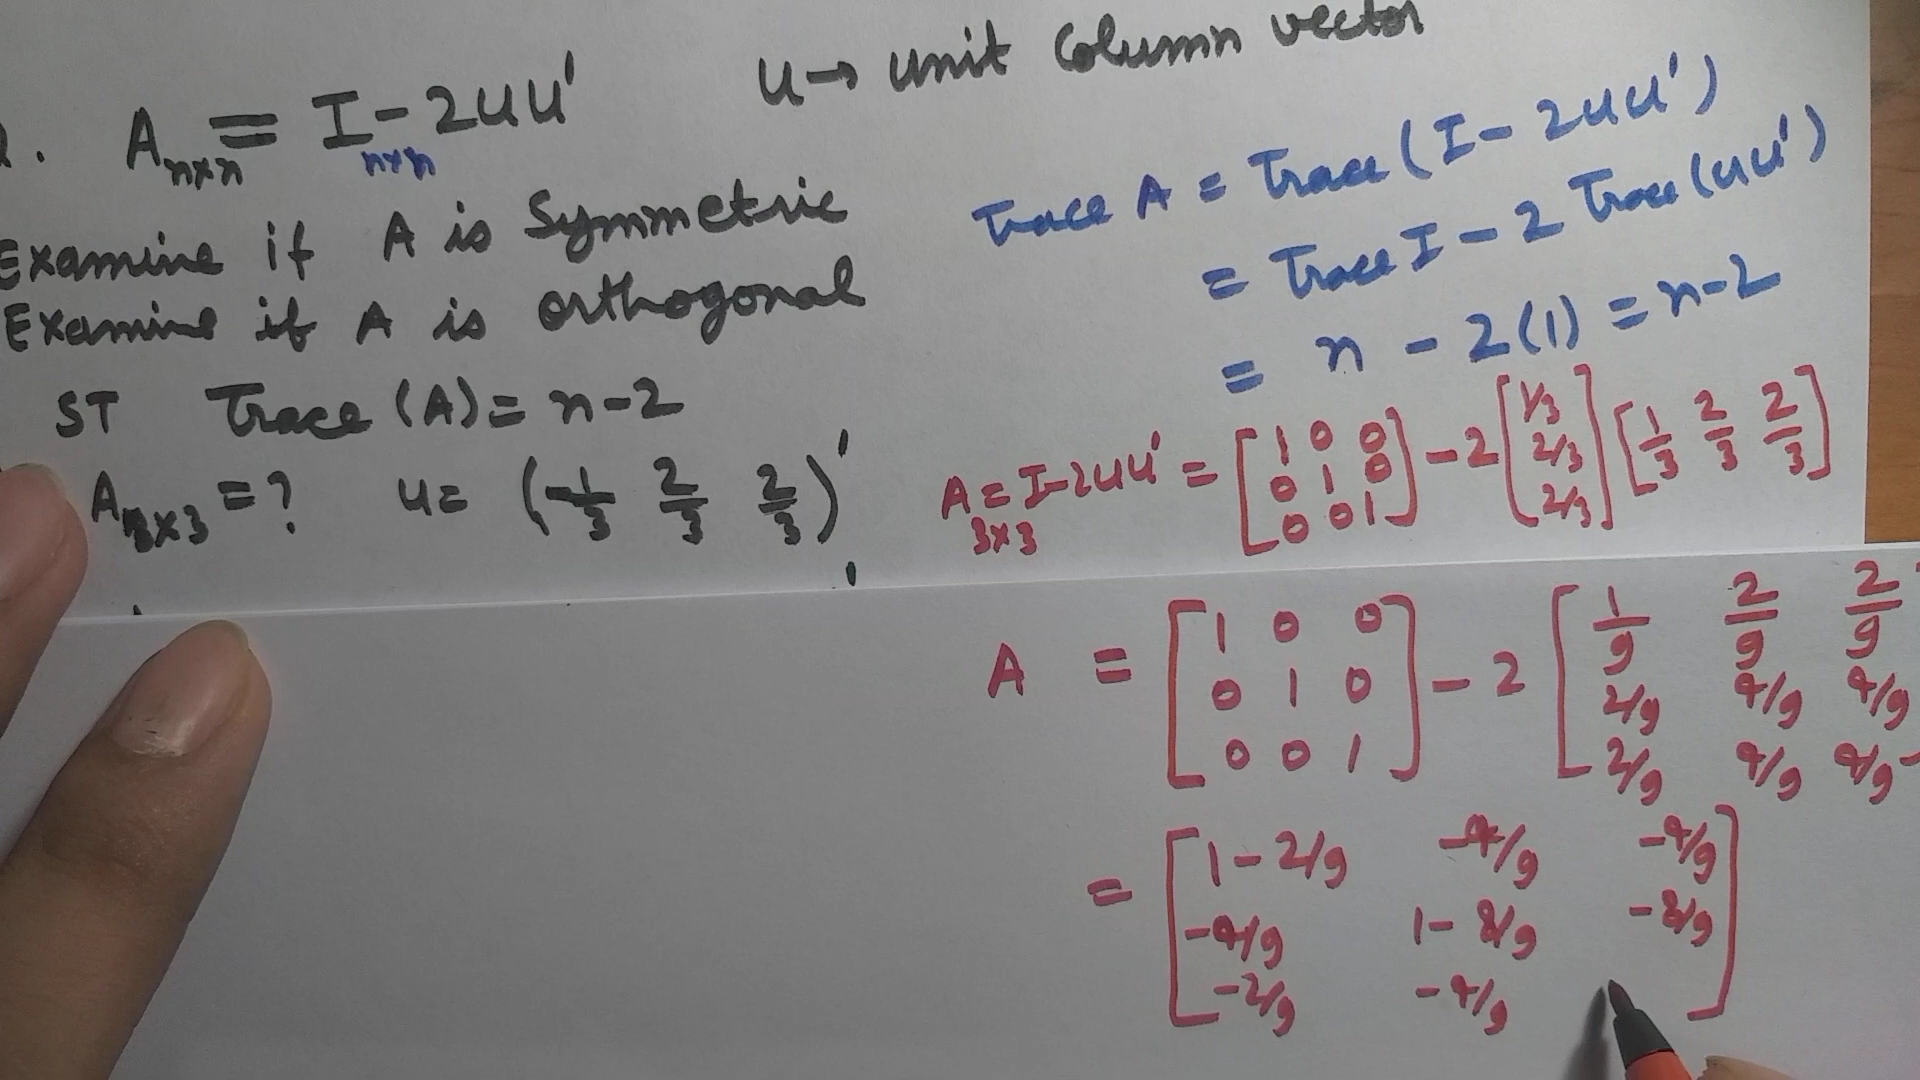 . A n×n = I n×n - 2uu' u → unit column vector
Examine if A is Symmetric
Examine if A is orthogonal
ST Trace (A) = n-2
A 3×3 = ? u = (-1/3 2/3 2/3)'
Trace A = Trace (I - 2uu')
= Trace I - 2 Trace (uu')
= n - 2(1) = n-2
A 3×3 = I-2uu' = [1 0 0 - 2 [1/3 [1/3 2/3 2/3]
0 1 0 2/3
0 0 1] 2/3]
A = [1 0 0 - 2 [1/9 2/9 2/9
0 1 0 2/9 4/9 4/9
0 0 1] 2/9 4/9 4/9
= [1-2/9 -4/9 -4/9
-4/9 1-8/9 -8/9
-2/9 -4/9 ]